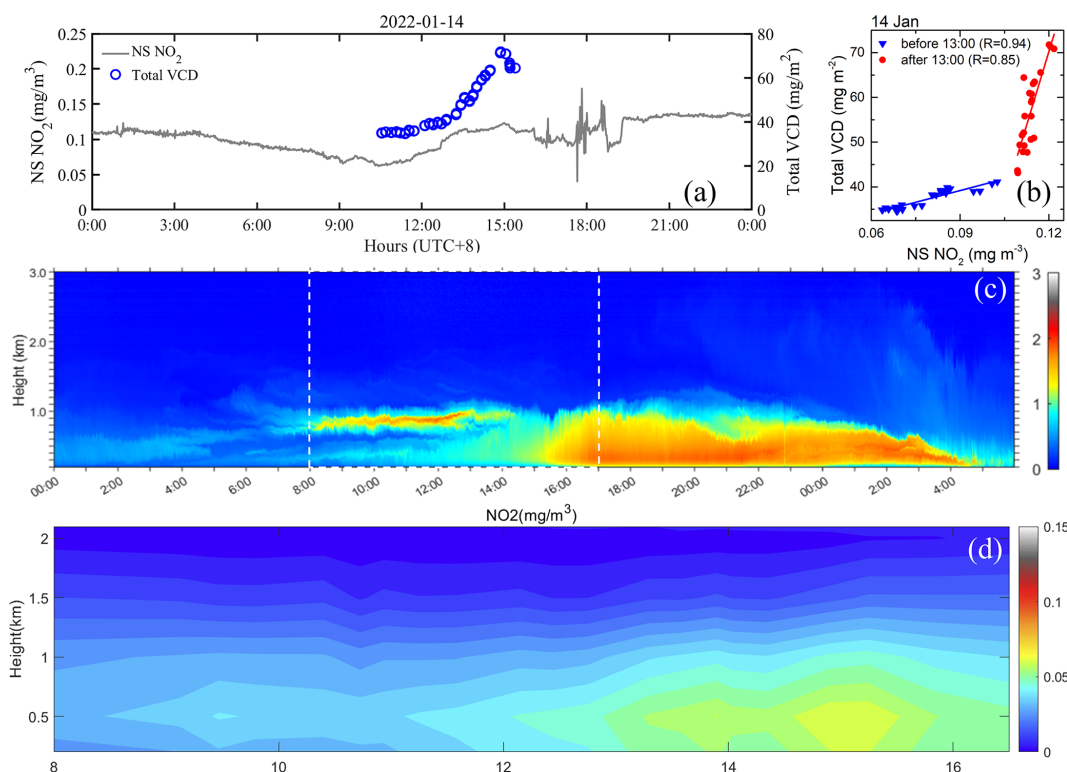 2022-01-14
NS NO2
Total VCD
(a)
0.25
0.2
0.15
0.1
0.05
0
NS NO2(mg/m3)
80
60
40
20
0
Total VCD (mg/m2)
0:00 3:00 6:00 9:00 12:00 15:00 18:00 21:00 0:00
Hours (UTC+8)
14 Jan
before 13:00 (R=0.94)
after 13:00 (R=0.85)
(b)
70
60
50
40
Total VCD (mg m-2)
0.06 0.09 0.12
NS NO2 (mg m-3)
(c)
3.0
2.0
1.0
Height (km)
3
2
1
0
00:00 2:00 4:00 6:00 8:00 10:00 12:00 14:00 16:00 18:00 20:00 22:00 00:00 2:00 4:00
NO2(mg/m3)
(d)
2
1.5
1
0.5
Height(km)
0.15
0.1
0.05
0
8 10 12 14 16